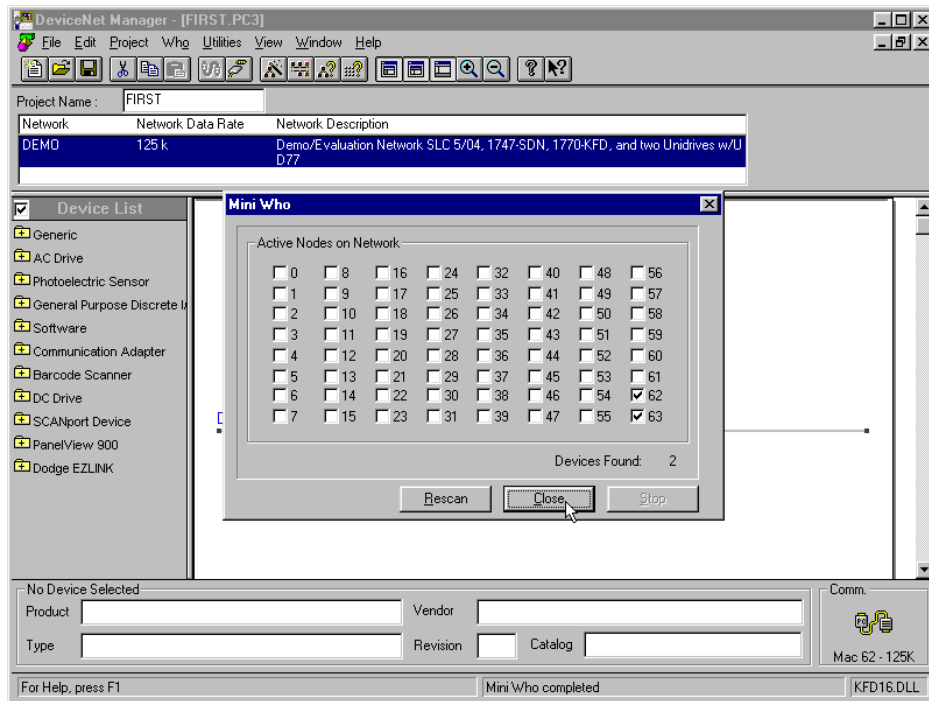 DeviceNet Manager - [FIRST.PC3]
File Edit Project Who Utilities View Window Help
Project Name : FIRST
Network Network Data Rate Network Description
DEMO 125 k Demo/Evaluation Network SLC 5/04, 1747-SDN, 1770-KFD, and two Unidrives w/U
D77
Device List
Generic
AC Drive
Photoelectric Sensor
General Purpose Discrete I/
Software
Communication Adapter
Barcode Scanner
DC Drive
SCANport Device
PanelView 900
Dodge EZLINK
Mini Who
Active Nodes on Network
0 8 16 24 32 40 48 56
1 9 17 25 33 41 49 57
2 10 18 26 34 42 50 58
3 11 19 27 35 43 51 59
4 12 20 28 36 44 52 60
5 13 21 29 37 45 53 61
6 14 22 30 38 46 54 62
7 15 23 31 39 47 55 63
Devices Found: 2
Rescan Close Stop
No Device Selected
Product Vendor
Type Revision Catalog
Comm.
Mac 62 - 125K
For Help, press F1 Mini Who completed KFD16.DLL